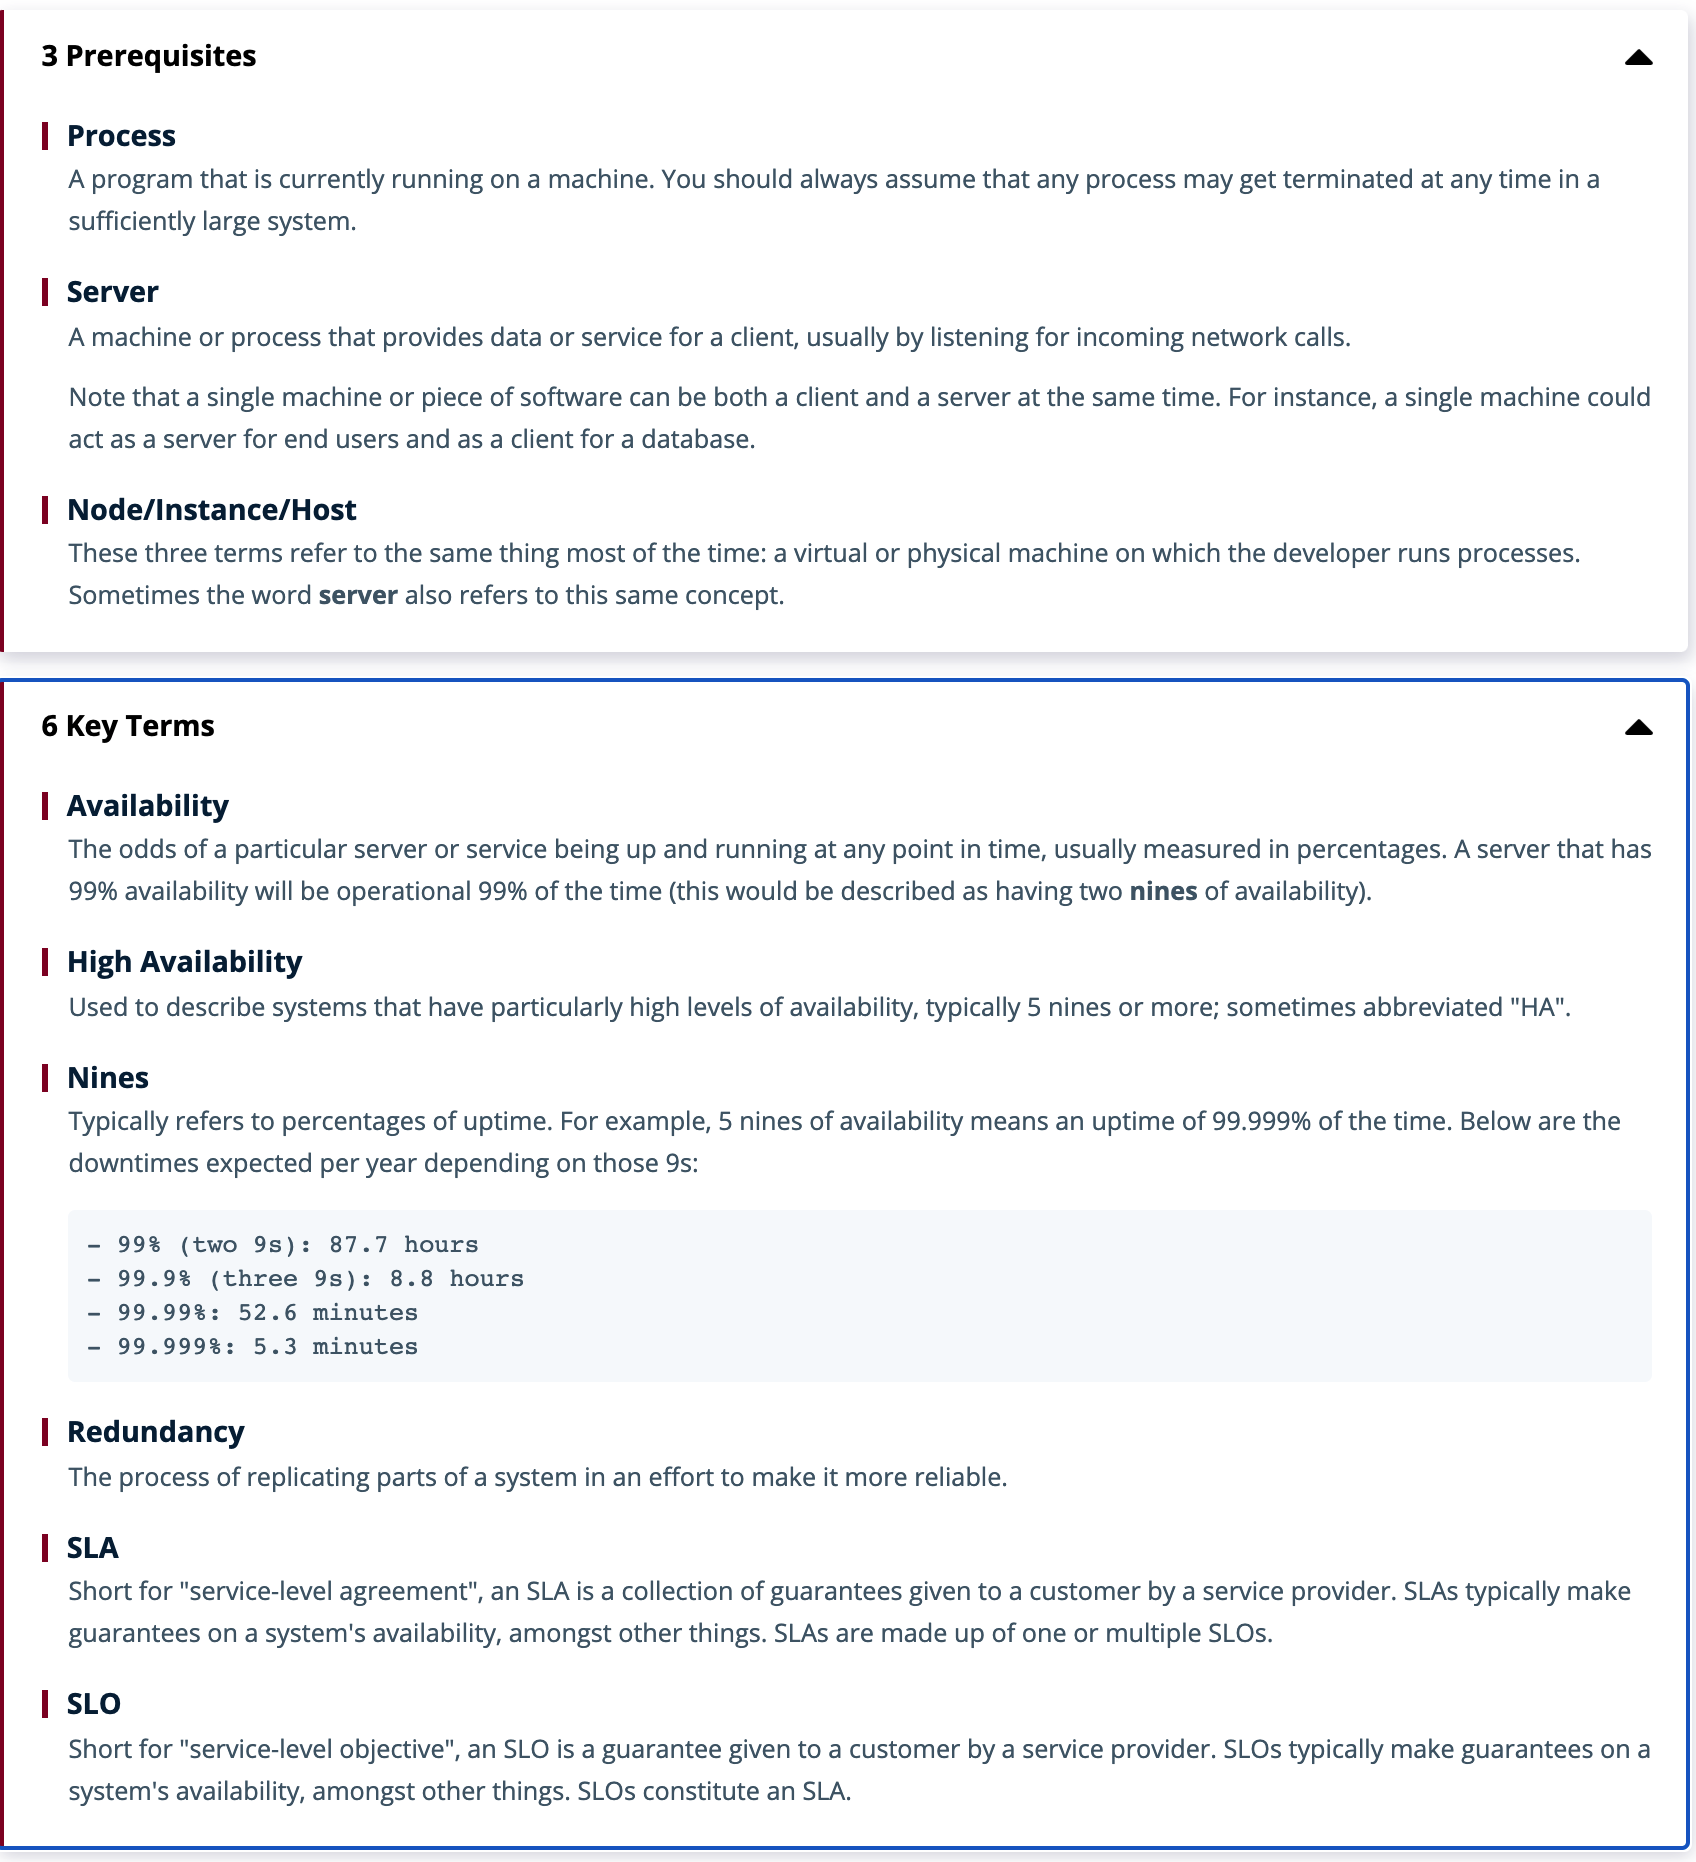 3 Prerequisites
Process
A program that is currently running on a machine. You should always assume that any process may get terminated at any time in a
sufficiently large system.
Server
A machine or process that provides data or service for a client, usually by listening for incoming network calls.
Note that a single machine or piece of software can be both a client and a server at the same time. For instance, a single machine could
act as a server for end users and as a client for a database.
Node/Instance/Host
These three terms refer to the same thing most of the time: a virtual or physical machine on which the developer runs processes.
Sometimes the word server also refers to this same concept.
6 Key Terms
Availability
The odds of a particular server or service being up and running at any point in time, usually measured in percentages. A server that has
99% availability will be operational 99% of the time (this would be described as having two nines of availability).
High Availability
Used to describe systems that have particularly high levels of availability, typically 5 nines or more; sometimes abbreviated "HA".
Nines
Typically refers to percentages of uptime. For example, 5 nines of availability means an uptime of 99.999% of the time. Below are the
downtimes expected per year depending on those 9s:
- 99% (two 9s): 87.7 hours
- 99.9% (three 9s): 8.8 hours
- 99.99%: 52.6 minutes
- 99.999%: 5.3 minutes
Redundancy
The process of replicating parts of a system in an effort to make it more reliable.
SLA
Short for "service-level agreement", an SLA is a collection of guarantees given to a customer by a service provider. SLAs typically make
guarantees on a system's availability, amongst other things. SLAs are made up of one or multiple SLOs.
SLO
Short for "service-level objective", an SLO is a guarantee given to a customer by a service provider. SLOs typically make guarantees on a
system's availability, amongst other things. SLOs constitute an SLA.